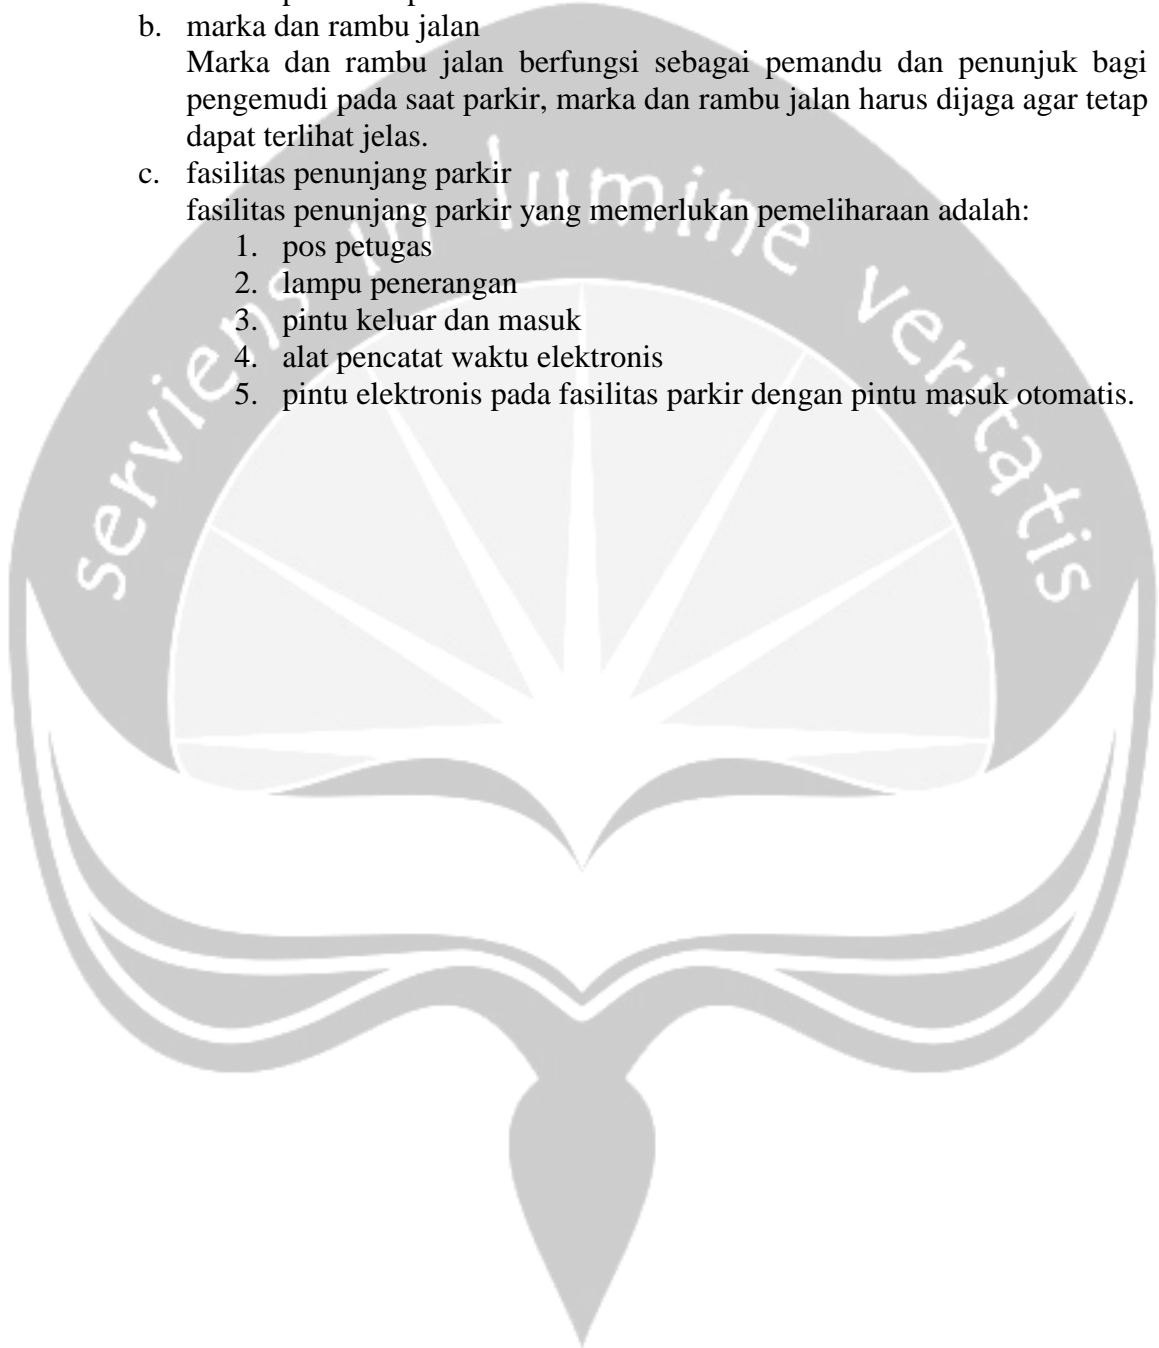 b. marka dan rambu jalan
Marka dan rambu jalan berfungsi sebagai pemandu dan penunjuk bagi
pengemudi pada saat parkir, marka dan rambu jalan harus dijaga agar tetap
dapat terlihat jelas.
c. fasilitas penunjang parkir
fasilitas penunjang parkir yang memerlukan pemeliharaan adalah:
1. pos petugas
2. lampu penerangan
3. pintu keluar dan masuk
4. alat pencatat waktu elektronis
5. pintu elektronis pada fasilitas parkir dengan pintu masuk otomatis.
serviens in lumine veritatis